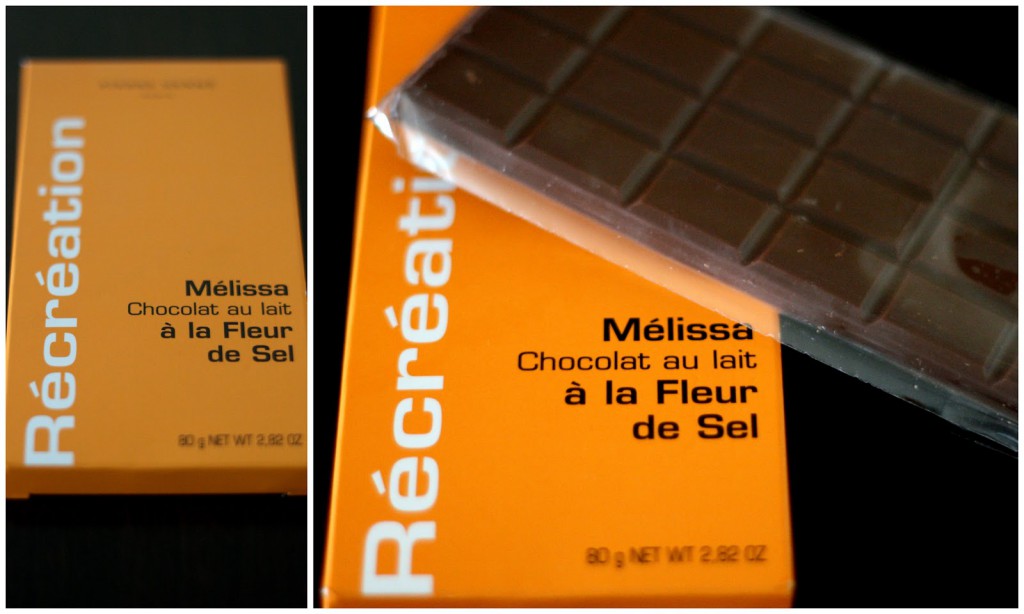 Récréation
Mélissa
Chocolat au lait
à la Fleur
de Sel
80 g NET WT 2,82 OZ
Récréatio
Mélissa
Chocolat au lait
à la Fleur
de Sel
80 g NET WT 2,82 OZ